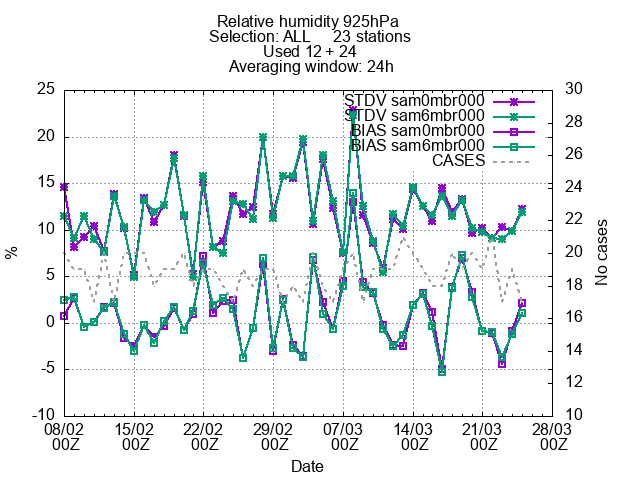 Relative humidity 925hPa
Selection: ALL 23 stations
Used 12 + 24
Averaging window: 24h
STDV sam0mbr000
STDV sam6mbr000
BIAS sam0mbr000
BIAS sam6mbr000
CASES
25
20
15
10
5
0
-5
-10
%
30
28
26
24
22
20
18
16
14
12
10
No cases
08/02 15/02 22/02 29/02 07/03 14/03 21/03 28/03
00Z 00Z 00Z 00Z 00Z 00Z 00Z 00Z
Date